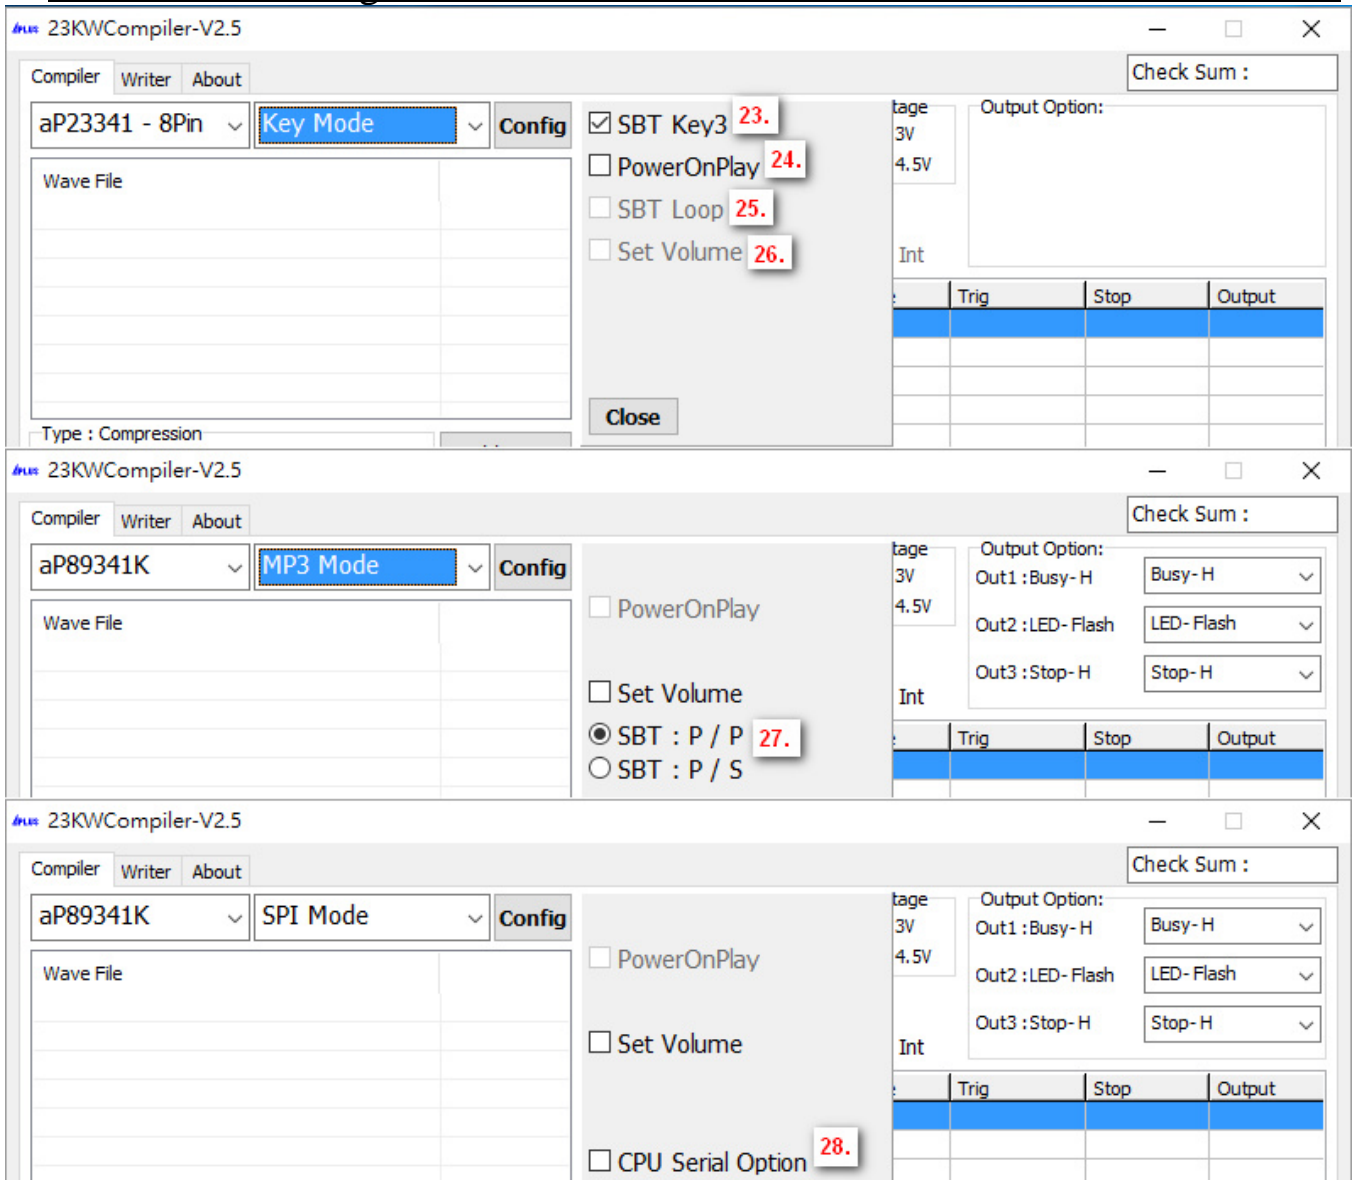 23KWCompiler-V2.5
Check Sum :
Compiler Writer About
aP23341 - 8Pin Key Mode Config
SBT Key3 23.
PowerOnPlay 24.
SBT Loop 25.
Set Volume 26.
Close
tage
3V
4.5V
Int
Output Option:
Wave File
Trig Stop Output
Type : Compression
23KWCompiler-V2.5
Check Sum :
Compiler Writer About
aP89341K MP3 Mode Config
PowerOnPlay
Set Volume
SBT : P / P 27.
SBT : P / S
tage
3V
4.5V
Int
Output Option:
Out1 :Busy-H Busy-H
Out2 :LED-Flash LED-Flash
Out3 :Stop-H Stop-H
Wave File
Trig Stop Output
23KWCompiler-V2.5
Check Sum :
Compiler Writer About
aP89341K SPI Mode Config
PowerOnPlay
Set Volume
CPU Serial Option 28.
tage
3V
4.5V
Int
Output Option:
Out1 :Busy-H Busy-H
Out2 :LED-Flash LED-Flash
Out3 :Stop-H Stop-H
Wave File
Trig Stop Output